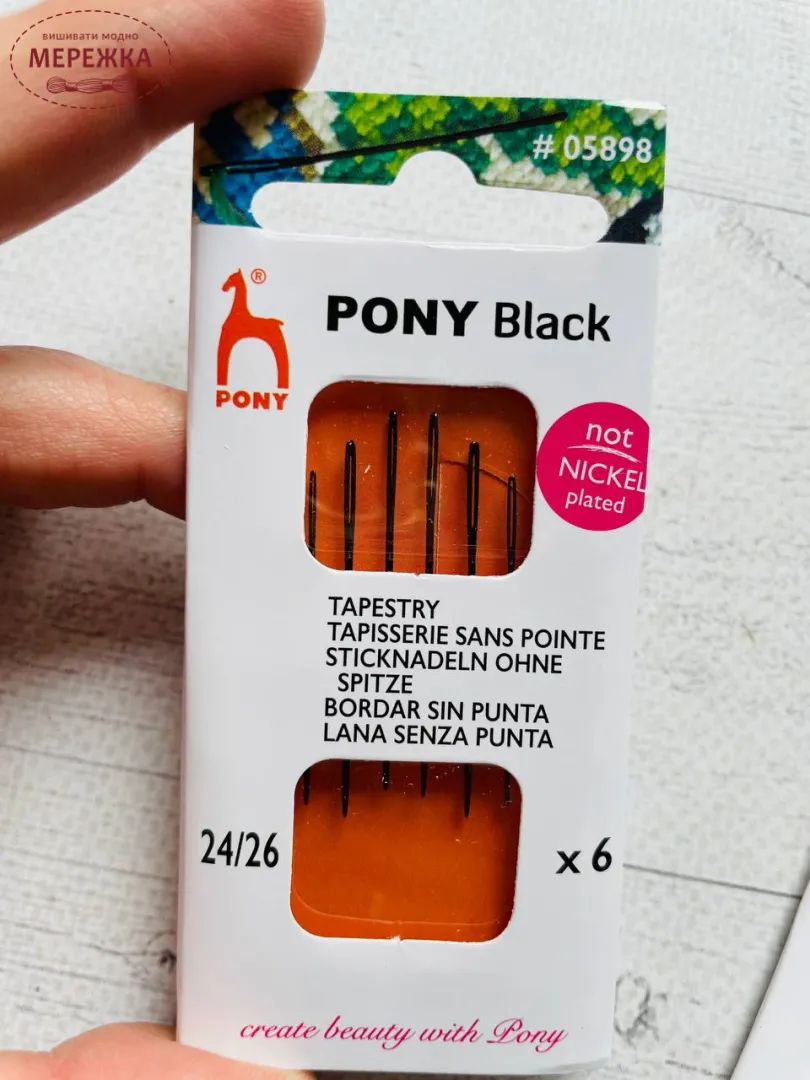 вишивати модно
МЕРЕЖКА
# 05898
®
PONY
PONY Black
not
NICKEL
plated
TAPESTRY
TAPISSERIE SANS POINTE
STICKNADELN OHNE
SPITZE
BORDAR SIN PUNTA
LANA SENZA PUNTA
24/26
x 6
create beauty with Pony